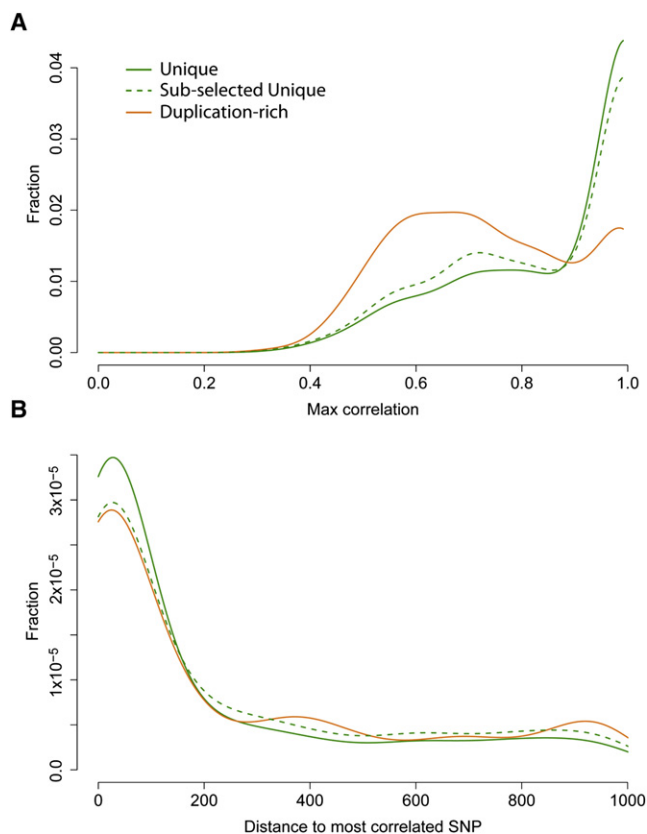 A
Unique
Sub-selected Unique
Duplication-rich
Fraction
0.04
0.03
0.02
0.01
0.00
0.0 0.2 0.4 0.6 0.8 1.0
Max correlation
B
Fraction
3x10-5
2x10-5
1x10-5
0.0
0 200 400 600 800 1000
Distance to most correlated SNP